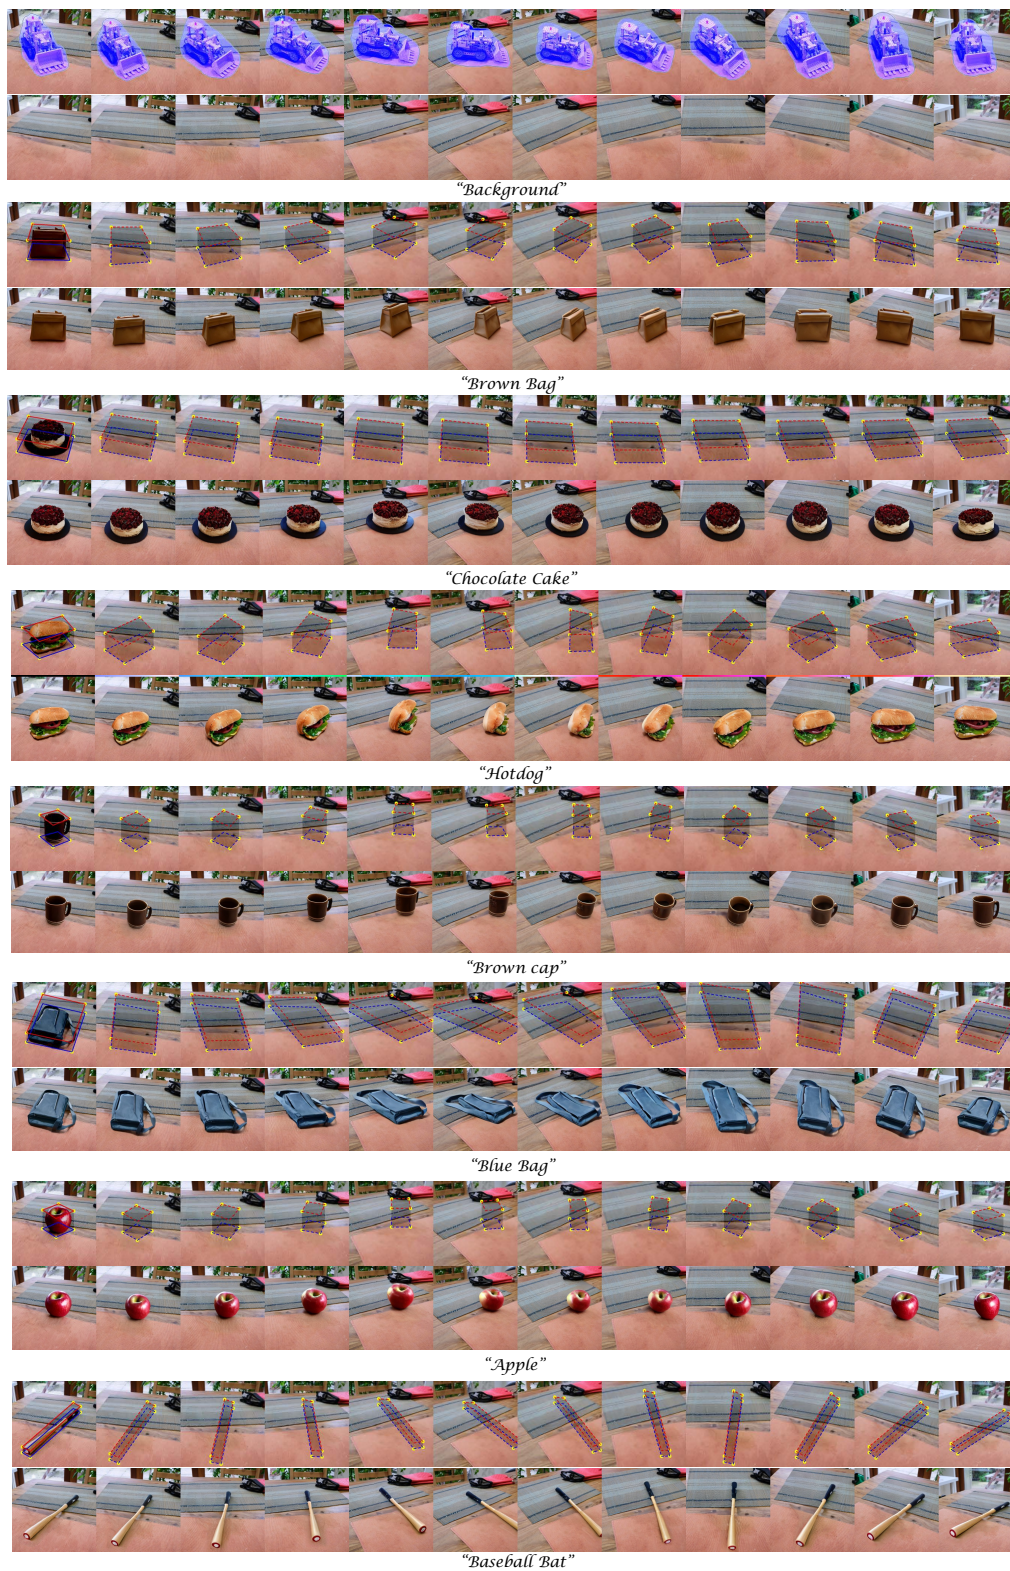 “Background”
“Brown Bag”
“Chocolate Cake”
“Hotdog”
“Brown cap”
“Blue Bag”
“Apple”
“Baseball Bat”